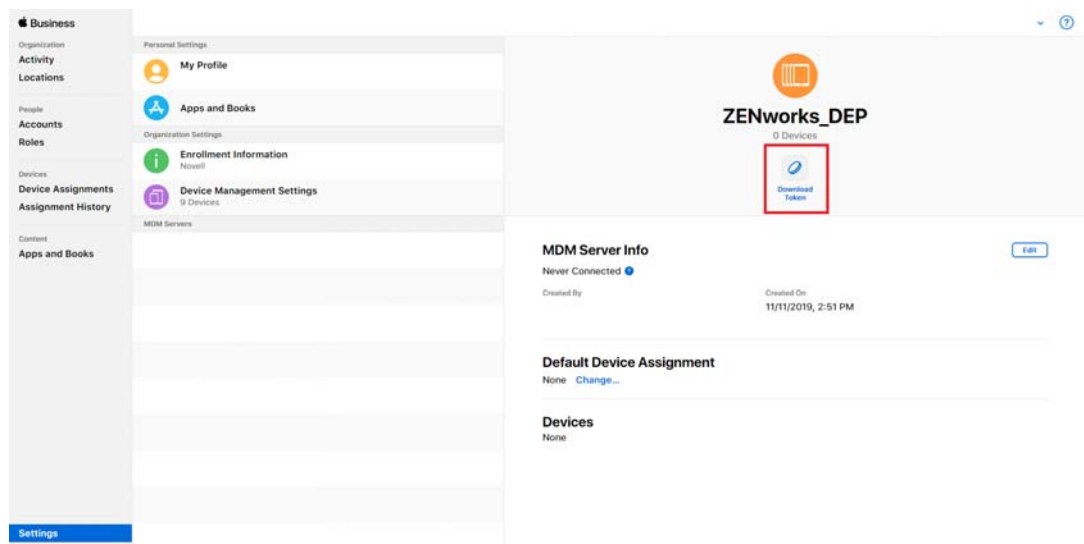 Business
Organization
Activity
Locations
People
Accounts
Roles
Devices
Device Assignments
Assignment History
Content
Apps and Books
Settings
Personal Settings
My Profile
Apps and Books
Organization Settings
Enrollment Information
Novell
Device Management Settings
9 Devices
MDM Servers
ZENworks_DEP
0 Devices
Download
Token
MDM Server Info
Edit
Never Connected
Created By
Created On
11/11/2019, 2:51 PM
Default Device Assignment
None Change...
Devices
None